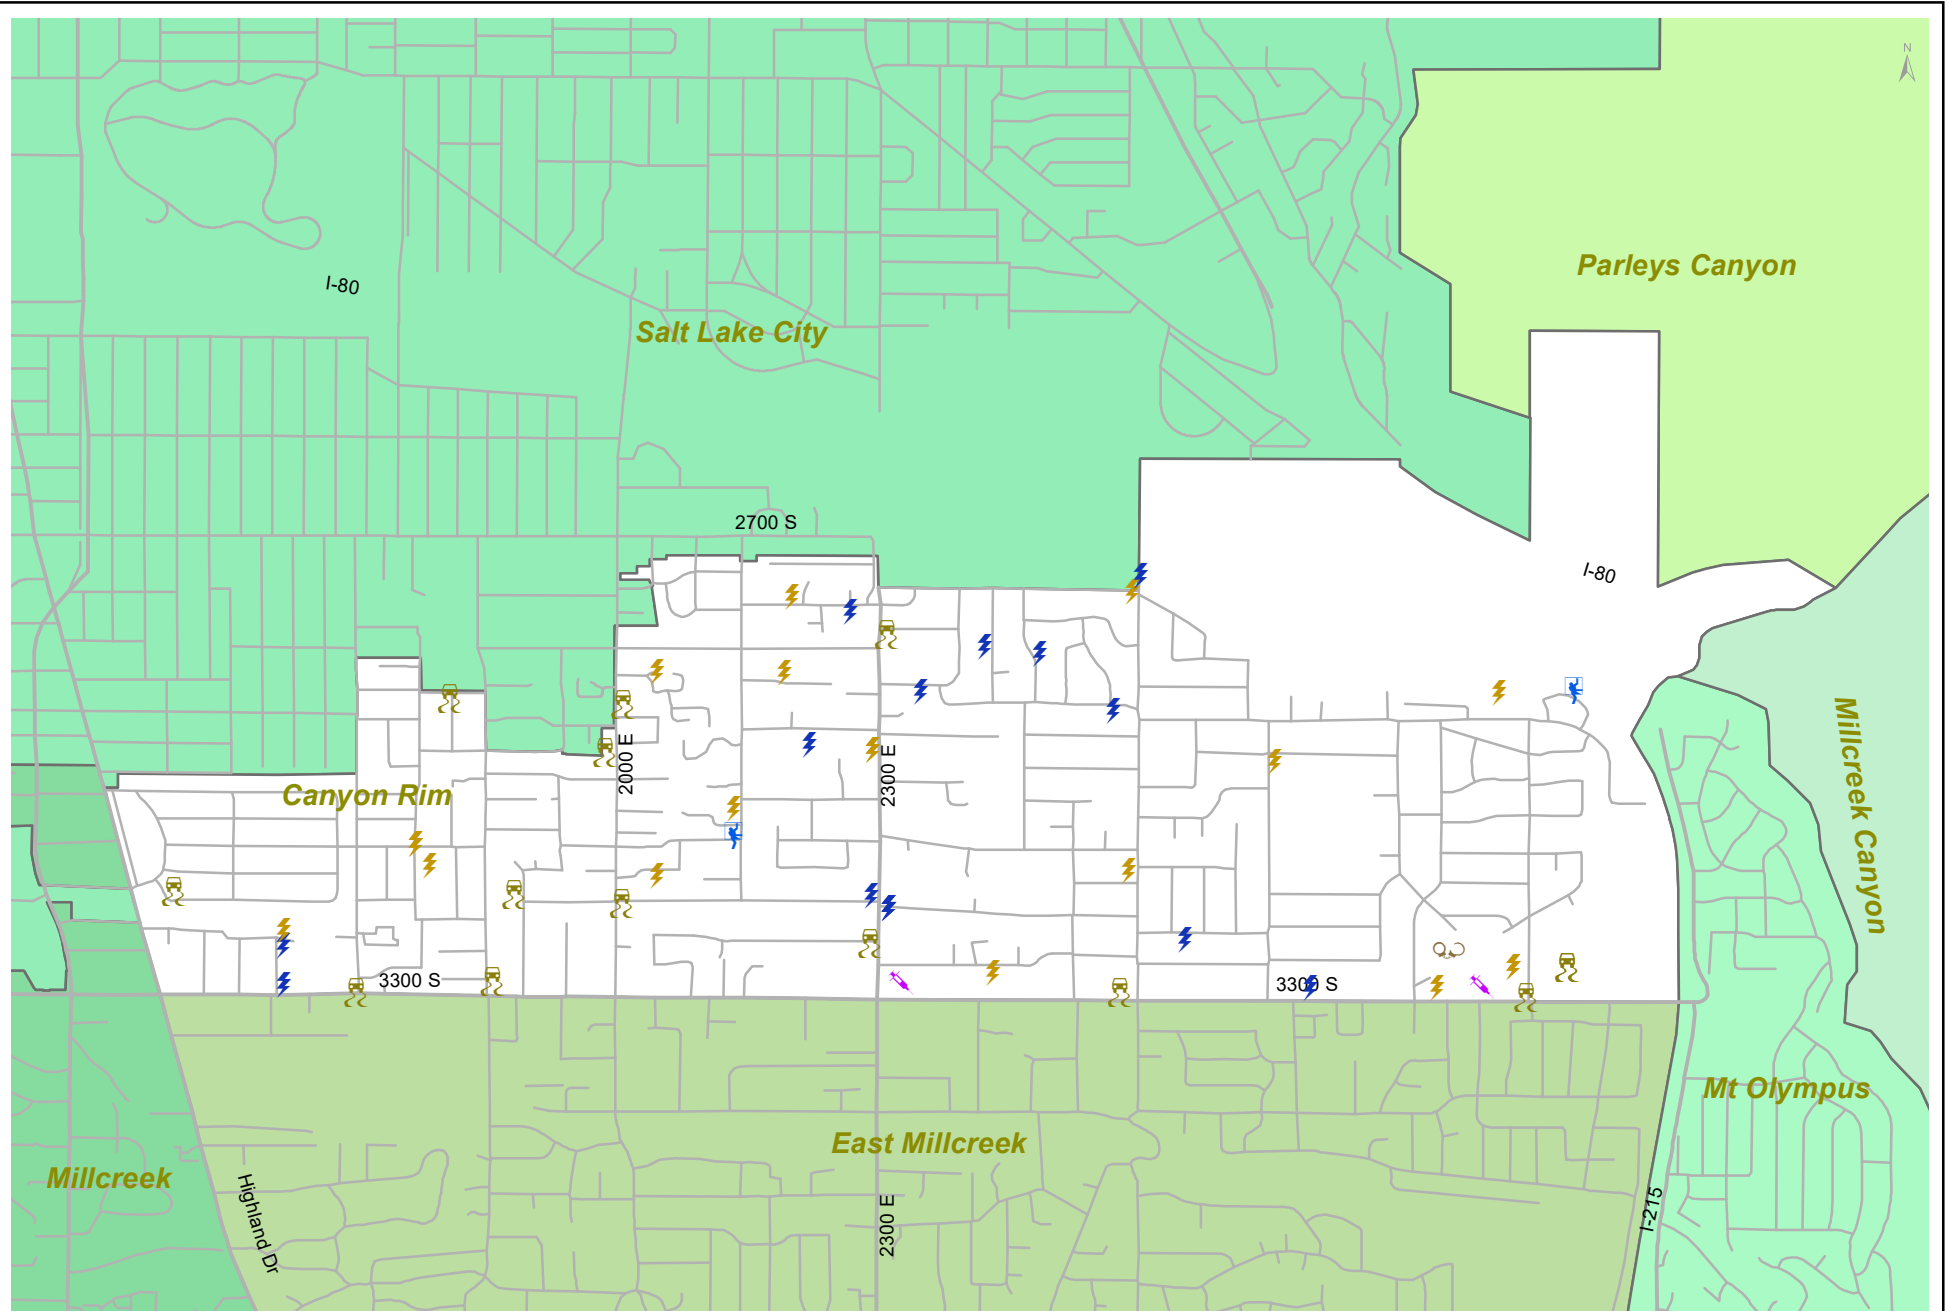 N
Parleys Canyon
I-80
Salt Lake City
2700 S
I-80
Millcreek Canyon
2000 E
2300 E
Canyon Rim
3300 S
3300 S
Mt Olympus
East Millcreek
Millcreek
Highland Dr
2300 E
I-215